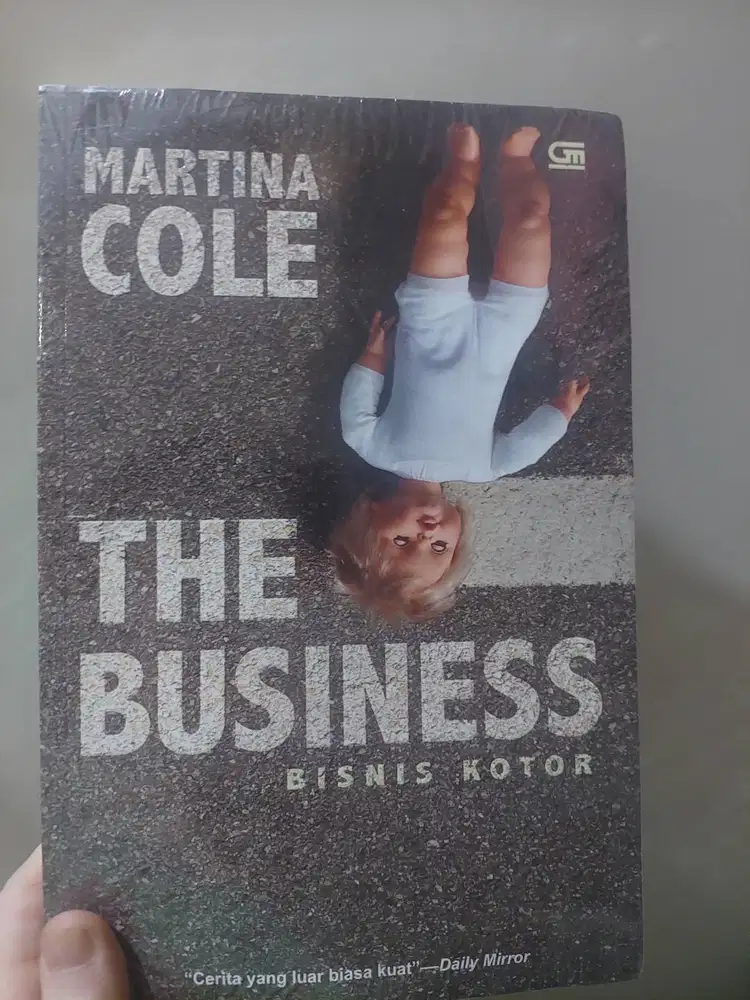 MARTINA
COLE
THE
BUSINESS
BISNIS KOTOR
“Cerita yang luar biasa kuat”—Daily Mirror